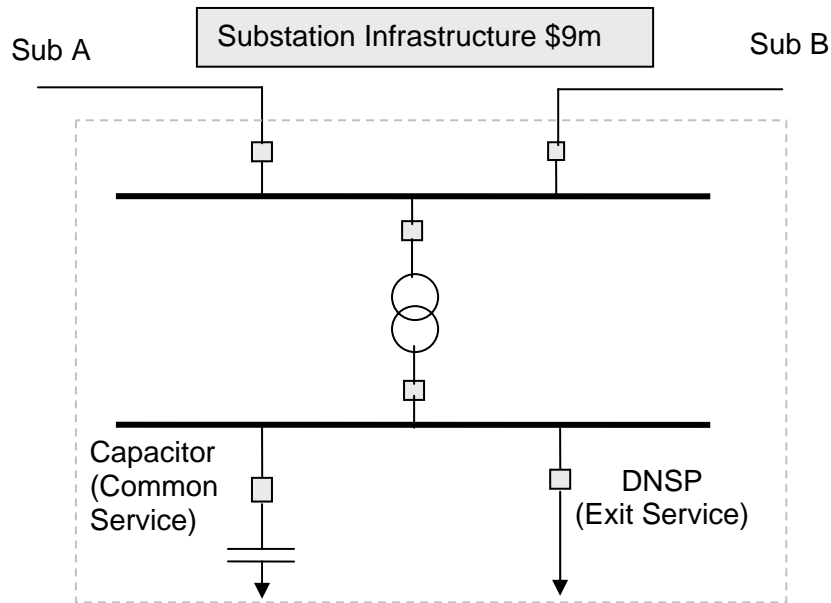 Substation Infrastructure $9m
Sub A
Sub B
Capacitor
(Common
Service)
DNSP
(Exit Service)